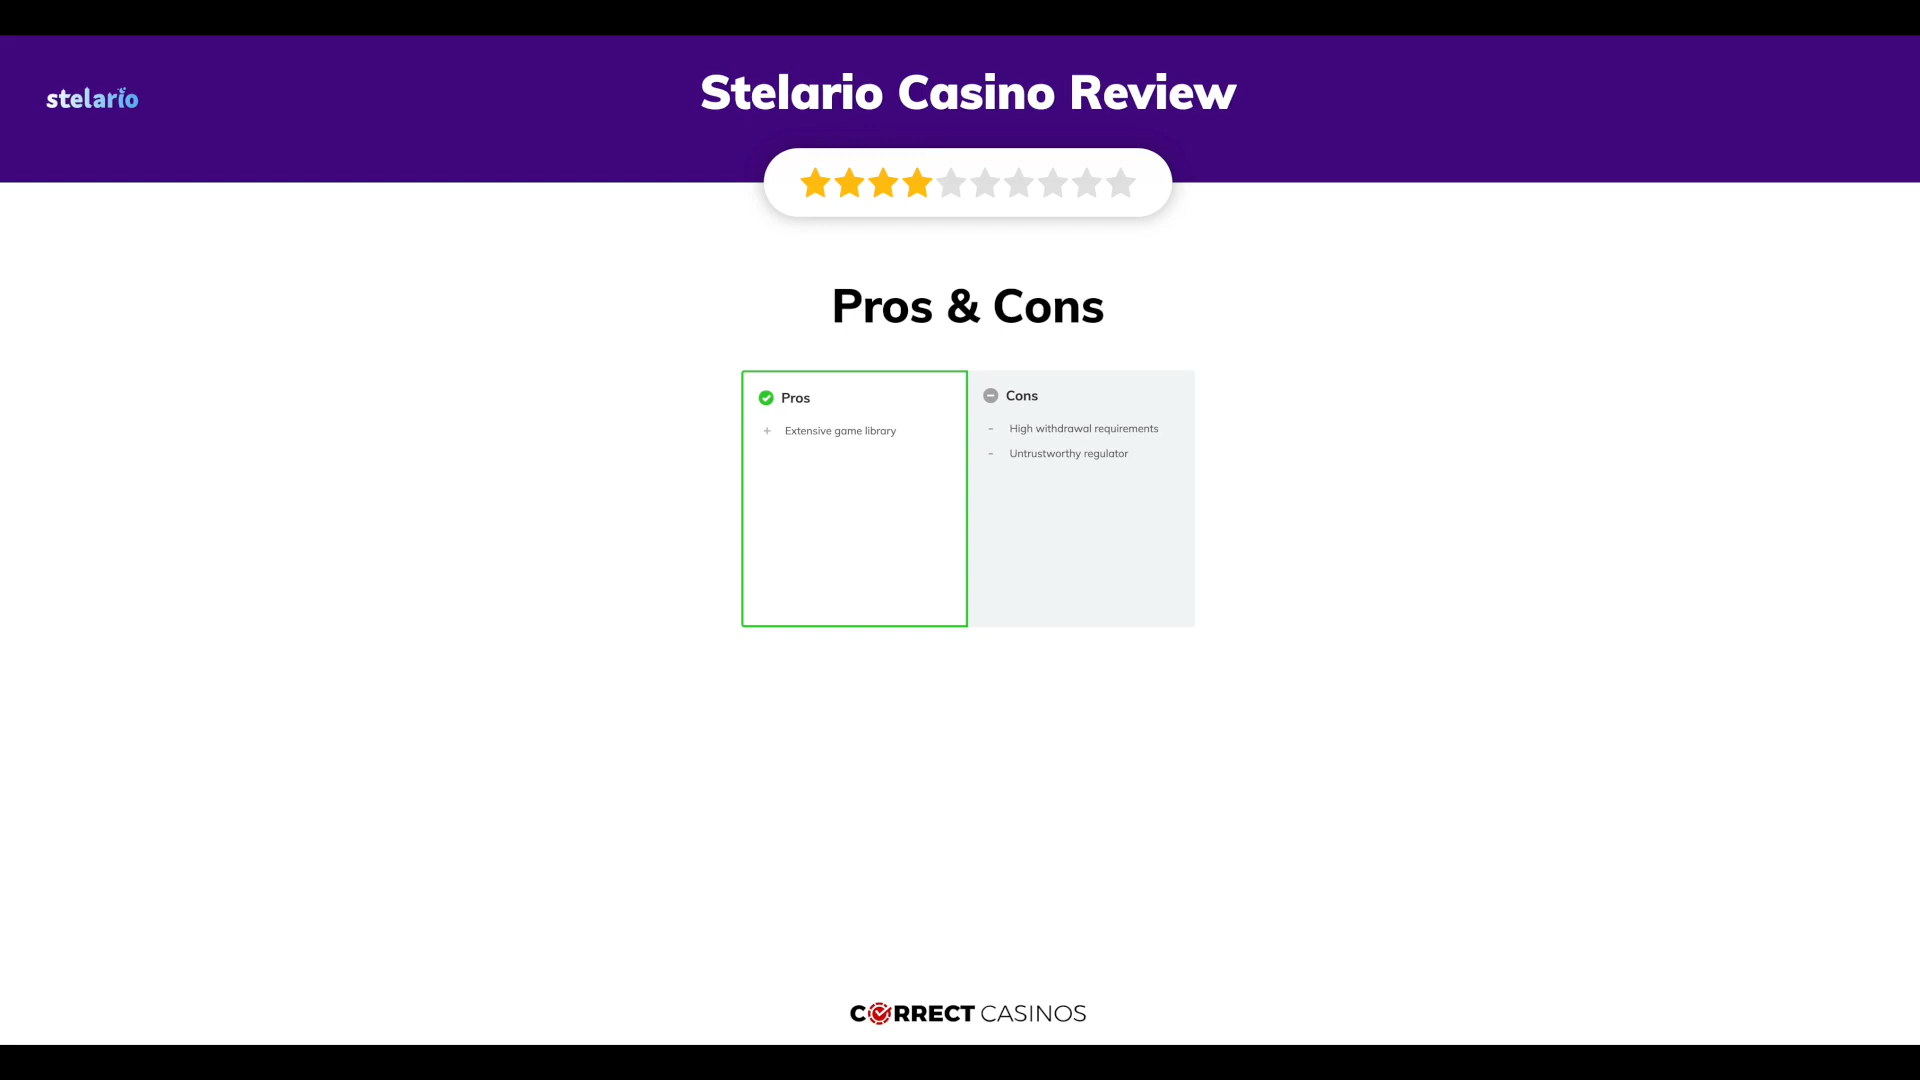 stelario
Stelario Casino Review
Pros & Cons
Pros
+ Extensive game library
Cons
- High withdrawal requirements
- Untrustworthy regulator
CORRECT CASINOS